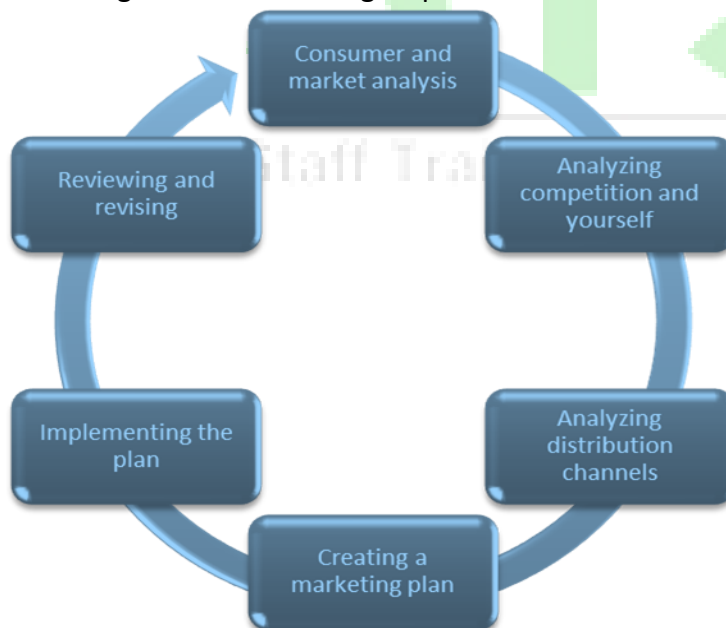 Consumer and
market analysis
Analyzing
competition and
yourself
Analyzing
distribution
channels
Creating a
marketing plan
Implementing the
plan
Reviewing and
revising